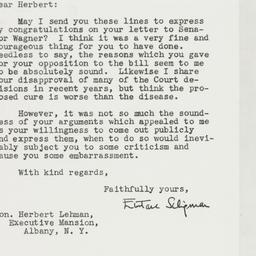 ear Herbert:
May I send you these lines to express
y congratulations on your letter to Sena-
or Wagner? I think it was a very fine and
ourageous thing for you to have done.
eedless to say, the reasons which you gave
or your opposition to the bill seem to me
o be absolutely sound. Likewise I share
our disapproval of many of the Court de-
isions in recent years, but think the pro-
osed cure is worse than the disease.
However, it was not so much the sound-
ess of your arguments which appealed to me
s your willingness to come out publicly
nd express them, when to do so would inevi-
ably subject you to some criticism and
ause you some embarrassment.
With kind regards,
Faithfully yours,
Eustace Seligman
on. Herbert Lehman,
Executive Mansion,
Albany, N. Y.